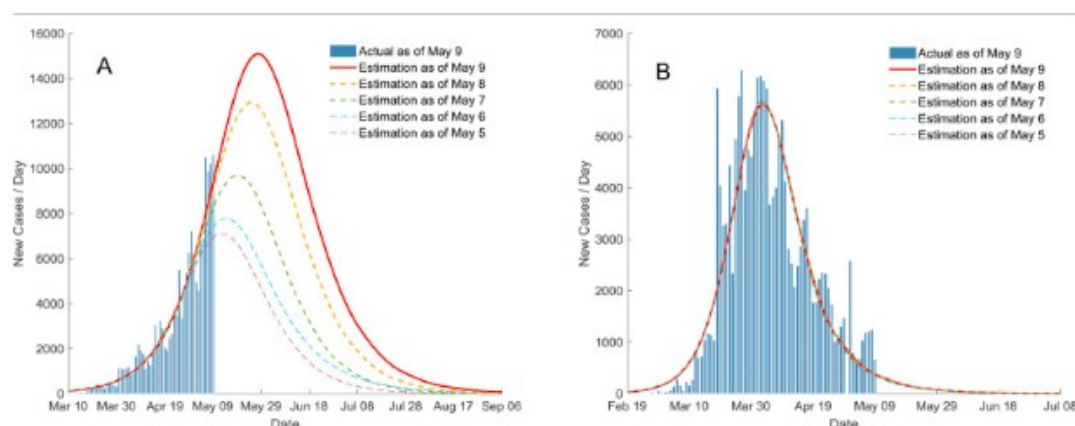 A
Actual as of May 9
Estimation as of May 9
Estimation as of May 8
Estimation as of May 7
Estimation as of May 6
Estimation as of May 5
New Cases / Day
16000
14000
12000
10000
8000
6000
4000
2000
0
Mar 10 Mar 30 Apr 19 May 09 May 29 Jun 18 Jul 08 Jul 28 Aug 17 Sep 06
Date
B
Actual as of May 9
Estimation as of May 9
Estimation as of May 8
Estimation as of May 7
Estimation as of May 6
Estimation as of May 5
New Cases / Day
7000
6000
5000
4000
3000
2000
1000
0
Feb 19 Mar 10 Mar 30 Apr 19 May 09 May 29 Jun 18 Jul 08
Date